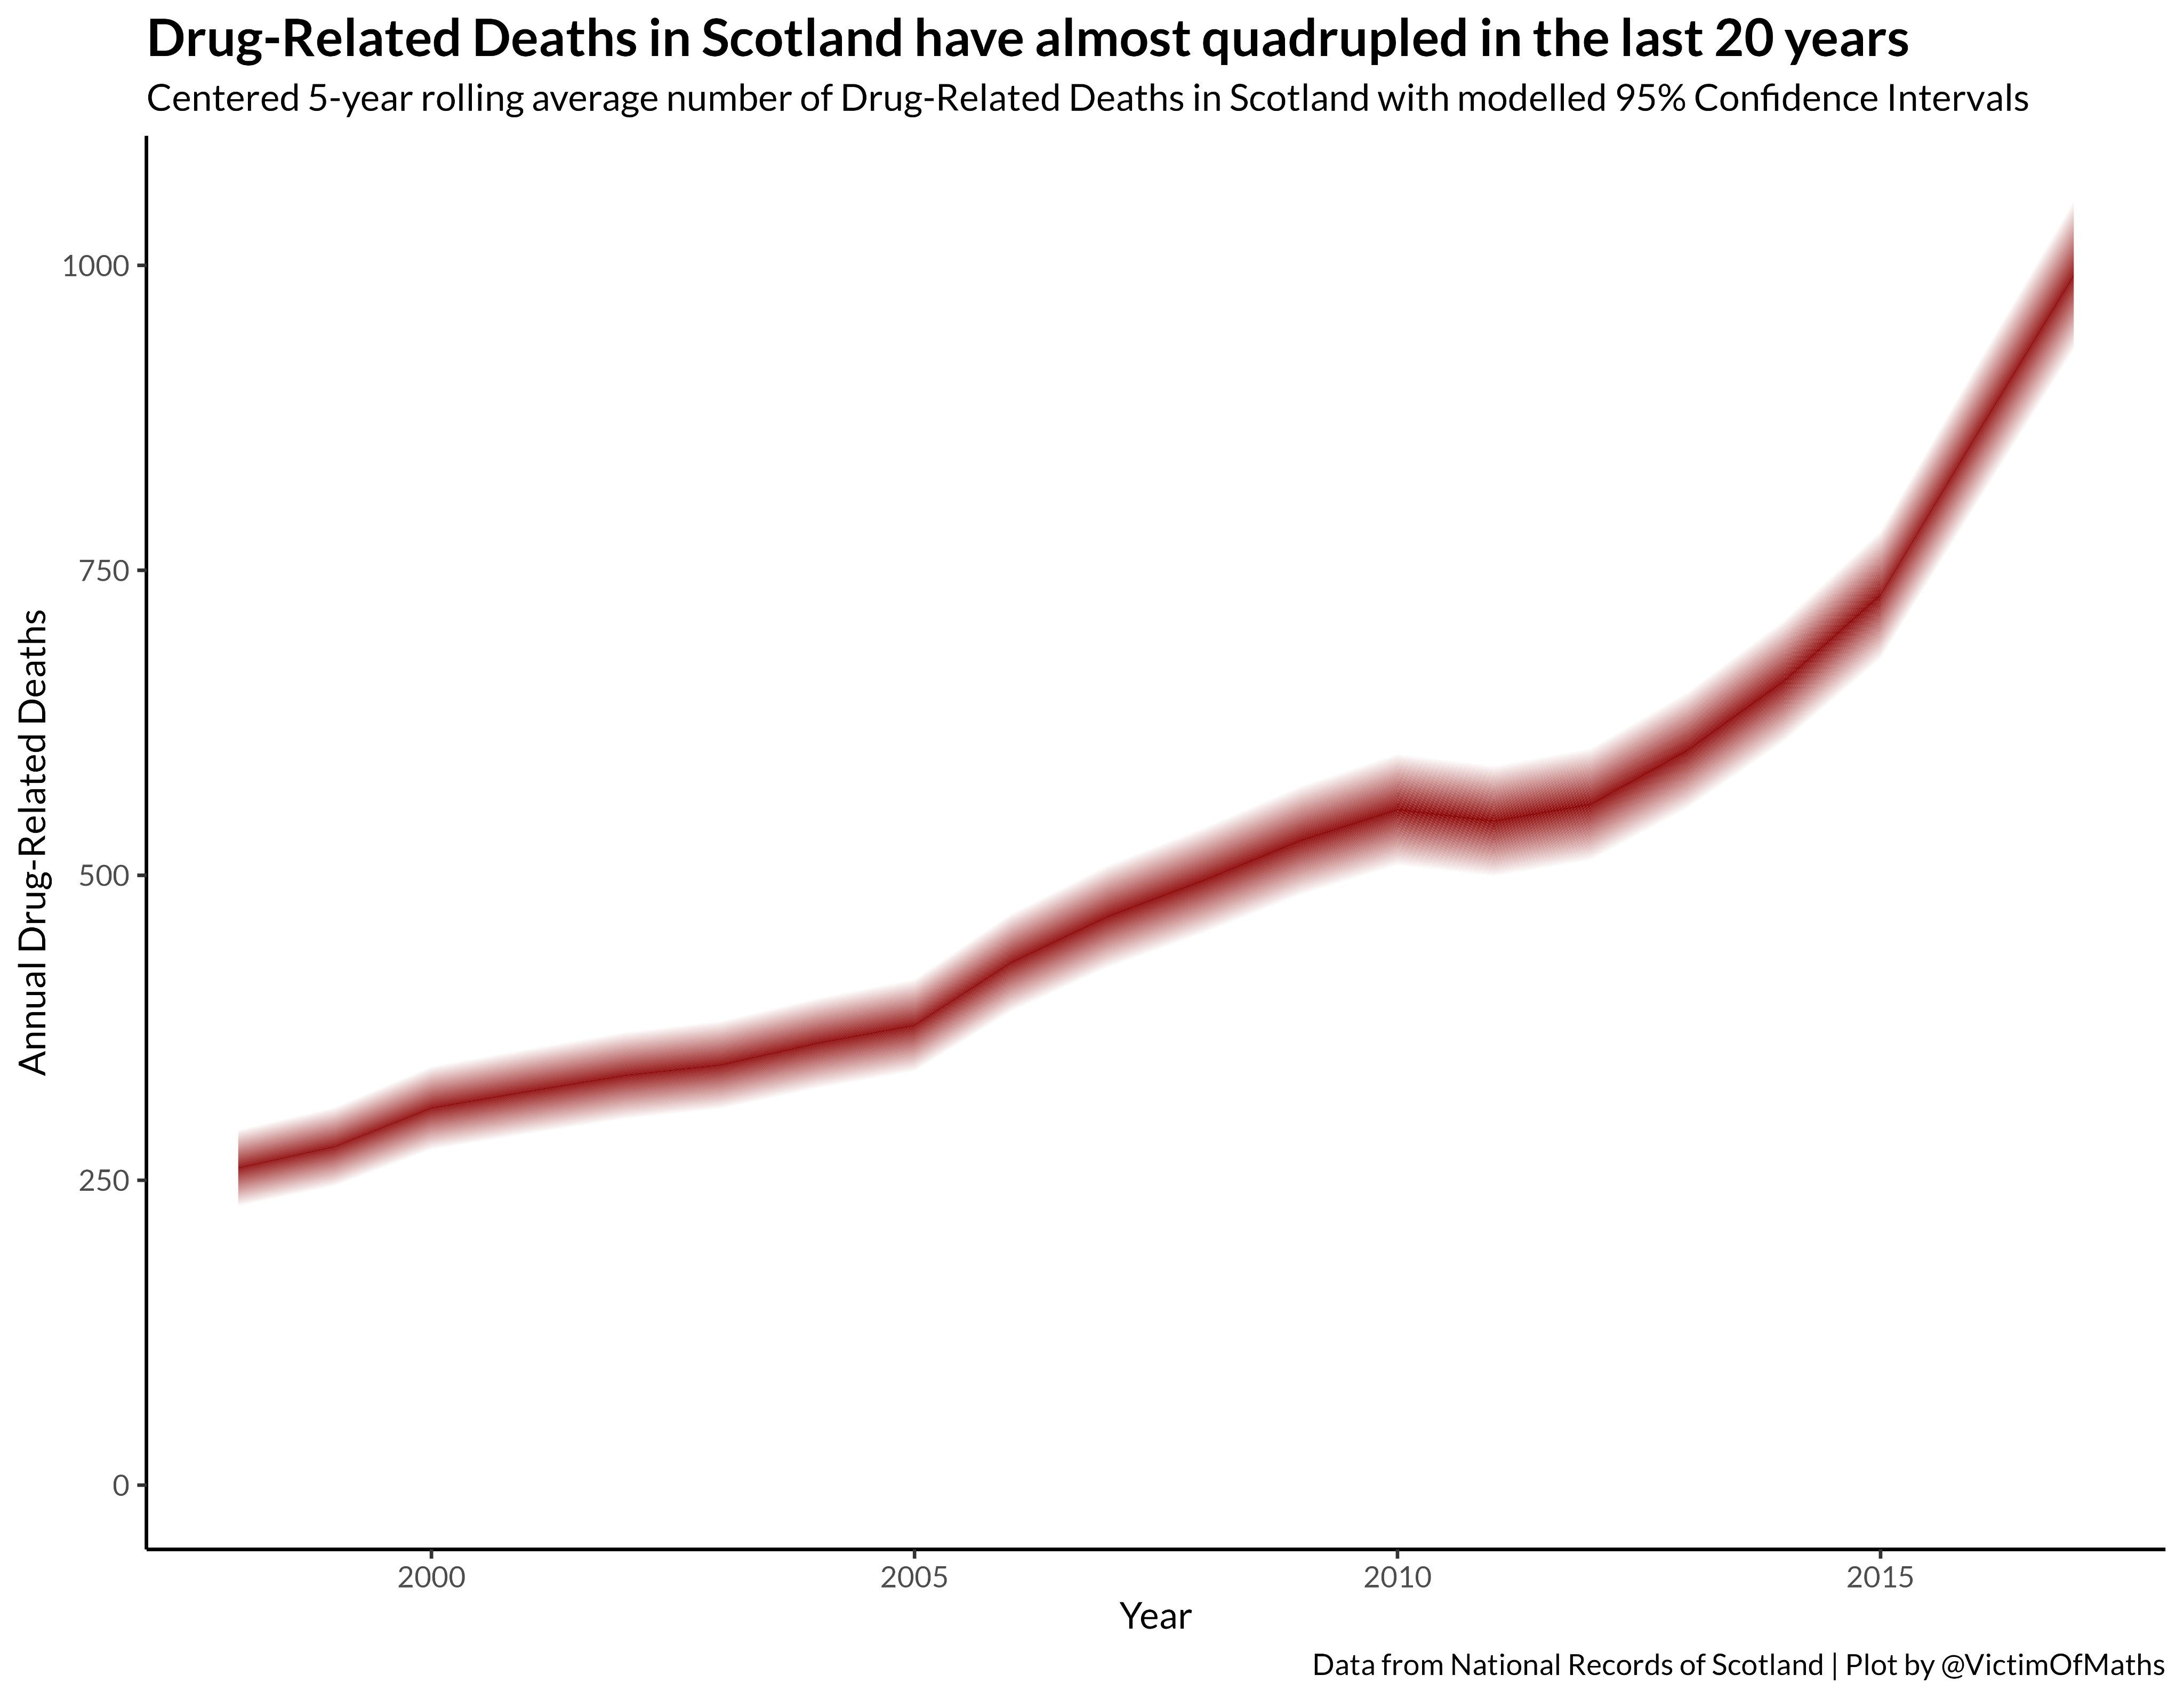 Drug-Related Deaths in Scotland have almost quadrupled in the last 20 years
Centered 5-year rolling average number of Drug-Related Deaths in Scotland with modelled 95% Confidence Intervals
Annual Drug-Related Deaths
1000
750
500
250
0
2000 2005 2010 2015
Year
Data from National Records of Scotland | Plot by @VictimOfMaths